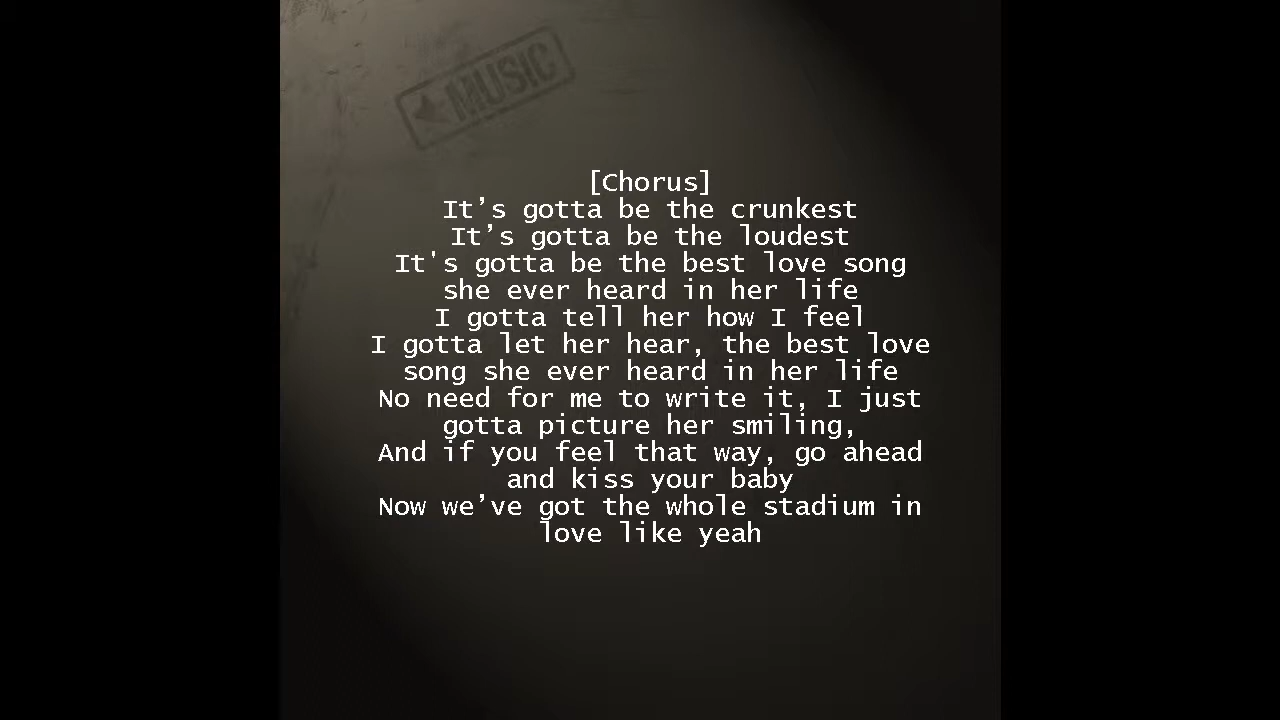 MUSIC
[Chorus]
It’s gotta be the crunkest
It’s gotta be the loudest
It's gotta be the best love song
she ever heard in her life
I gotta tell her how I feel
I gotta let her hear, the best love
song she ever heard in her life
No need for me to write it, I just
gotta picture her smiling,
And if you feel that way, go ahead
and kiss your baby
Now we’ve got the whole stadium in
love like yeah